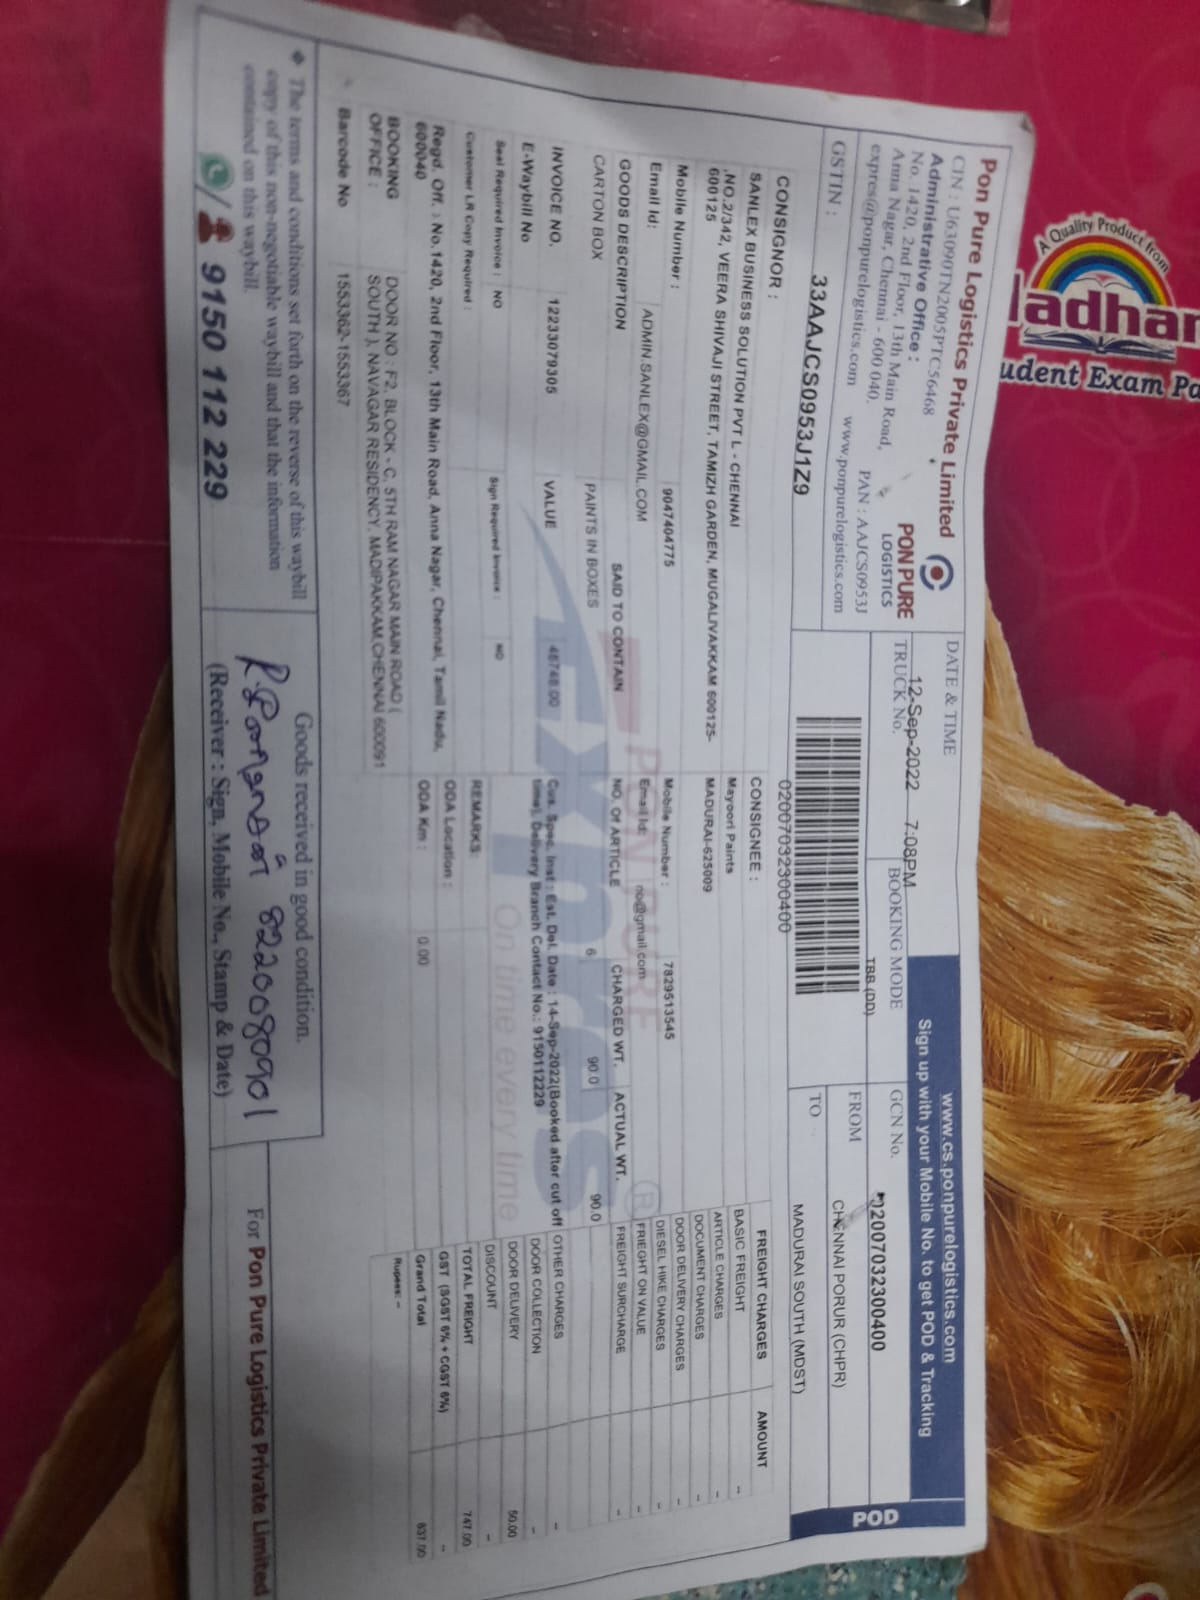 A Quality Product from
adhar
udent Exam Pa
Pon Pure Logistics Private Limited
CIN : U63090TN2005PTC56468
Administrative Office :
No. 1420, 2nd Floor, 13th Main Road,
Anna Nagar, Chennai - 600 040.
PAN : AAJCS0953J
expres@ponpurelogistics.com www.ponpurelogistics.com
PON PURE
LOGISTICS
GSTIN : 33AAJCS0953J1Z9
DATE & TIME
12-Sep-2022 7:08PM
TRUCK No.
BOOKING MODE
TBB (DD)
www.cs.ponpurelogistics.com
Sign up with your Mobile No. to get POD & Tracking
GCN No. 02007032300400
FROM CHENNAI PORUR (CHPR)
TO MADURAI SOUTH (MDST)
POD
02007032300400
CONSIGNOR :
SANLEX BUSINESS SOLUTION PVT L - CHENNAI
,NO.2/342, VEERA SHIVAJI STREET, TAMIZH GARDEN, MUGALIVAKKAM 600125-
600125
Mobile Number : 9047404775
Email Id: ADMIN.SANLEX@GMAIL.COM
CONSIGNEE :
Mayoori Paints
MADURAI-625009
Mobile Number : 7829513545
Email Id: no@gmail.com
GOODS DESCRIPTION SAID TO CONTAIN NO. Of ARTICLE CHARGED WT. ACTUAL WT.
CARTON BOX PAINTS IN BOXES 6 90.0 90.0
INVOICE NO. 12233079305 VALUE 48748.00
E-Waybill No
Cus. Spec. Inst : Est. Del. Date : 14-Sep-2022(Booked after cut off
time), Delivery Branch Contact No.: 9150112229
Seal Required Invoice : NO Sign Required Invoice : NO
Customer LR Copy Required :
REMARKS:
ODA Location :
ODA Km : 0.00
Regd. Off. : No.1420, 2nd Floor, 13th Main Road, Anna Nagar, Chennai, Tamil Nadu,
600040
BOOKING OFFICE : DOOR NO : F2, BLOCK - C, 5TH RAM NAGAR MAIN ROAD (
SOUTH ), NAVAGAR RESIDENCY, MADIPAKKAM,CHENNAI 600091
Barcode No 1553362-1553367
FREIGHT CHARGES AMOUNT
BASIC FREIGHT -
ARTICLE CHARGES -
DOCUMENT CHARGES -
DOOR DELIVERY CHARGES -
DIESEL HIKE CHARGES -
FRIEGHT ON VALUE -
FREIGHT SURCHARGE -
OTHER CHARGES -
DOOR COLLECTION -
DOOR DELIVERY 50.00
DISCOUNT -
TOTAL FREIGHT 747.00
GST (SGST 6% + CGST 6%) -
Grand Total 837.00
Rupees: -
PON PURE
Express
On time every time
❖ The terms and conditions set forth on the reverse of this waybill
copy of this non-negotiable waybill and that the information
contained on this waybill.
/ 9150 112 229
Goods received in good condition.
8220080901
(Receiver : Sign, Mobile No., Stamp & Date)
For Pon Pure Logistics Private Limited